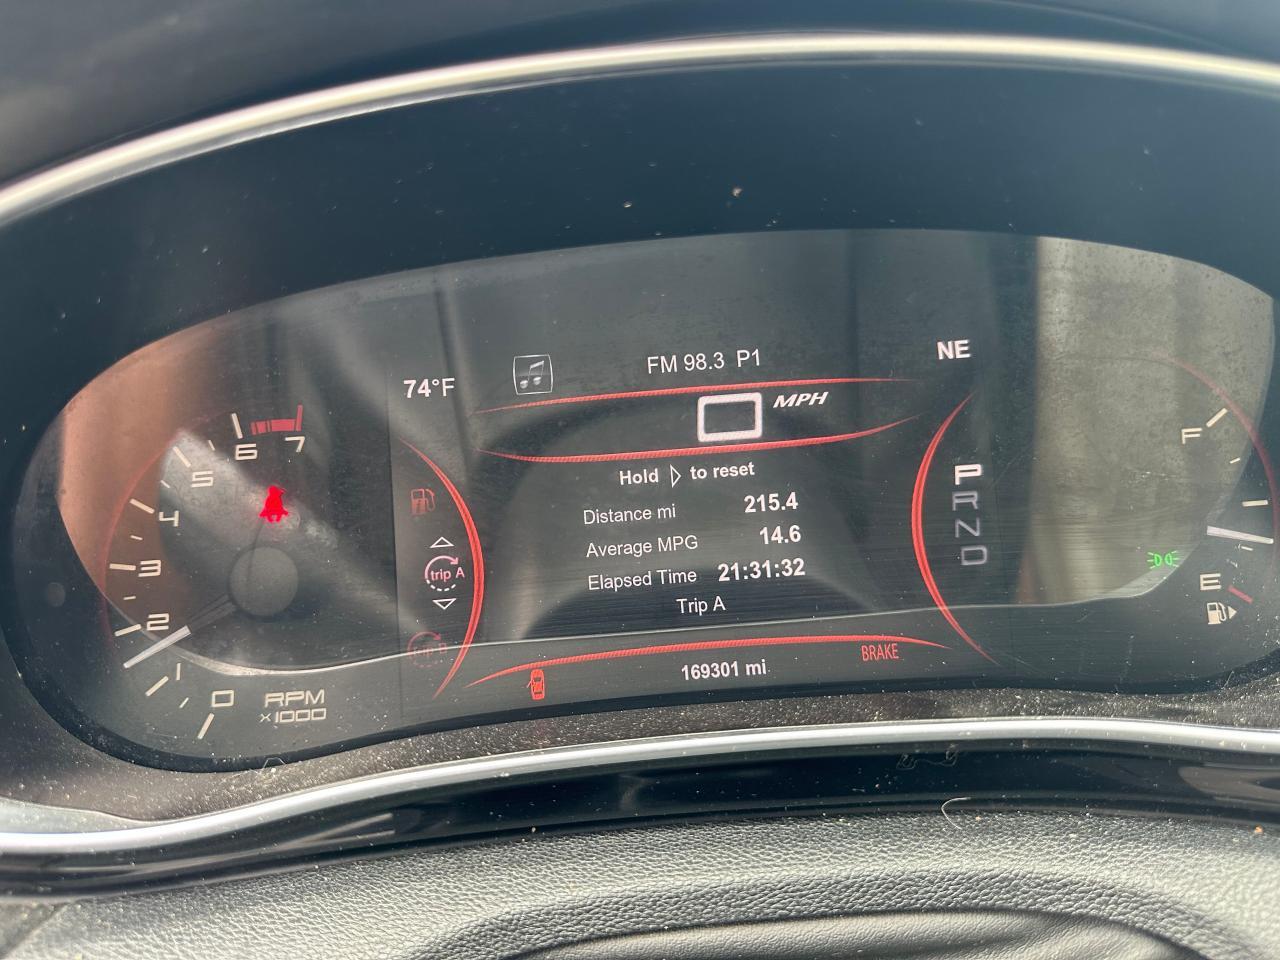 FM 98.3 P1
NE
74°F
0 MPH
Hold ▷ to reset
Distance mi 215.4
Average MPG 14.6
Elapsed Time 21:31:32
Trip A
trip A
169301 mi
BRAKE
P
R
N
D
F
E
7
6
5
4
3
2
1
0
RPM
x1000